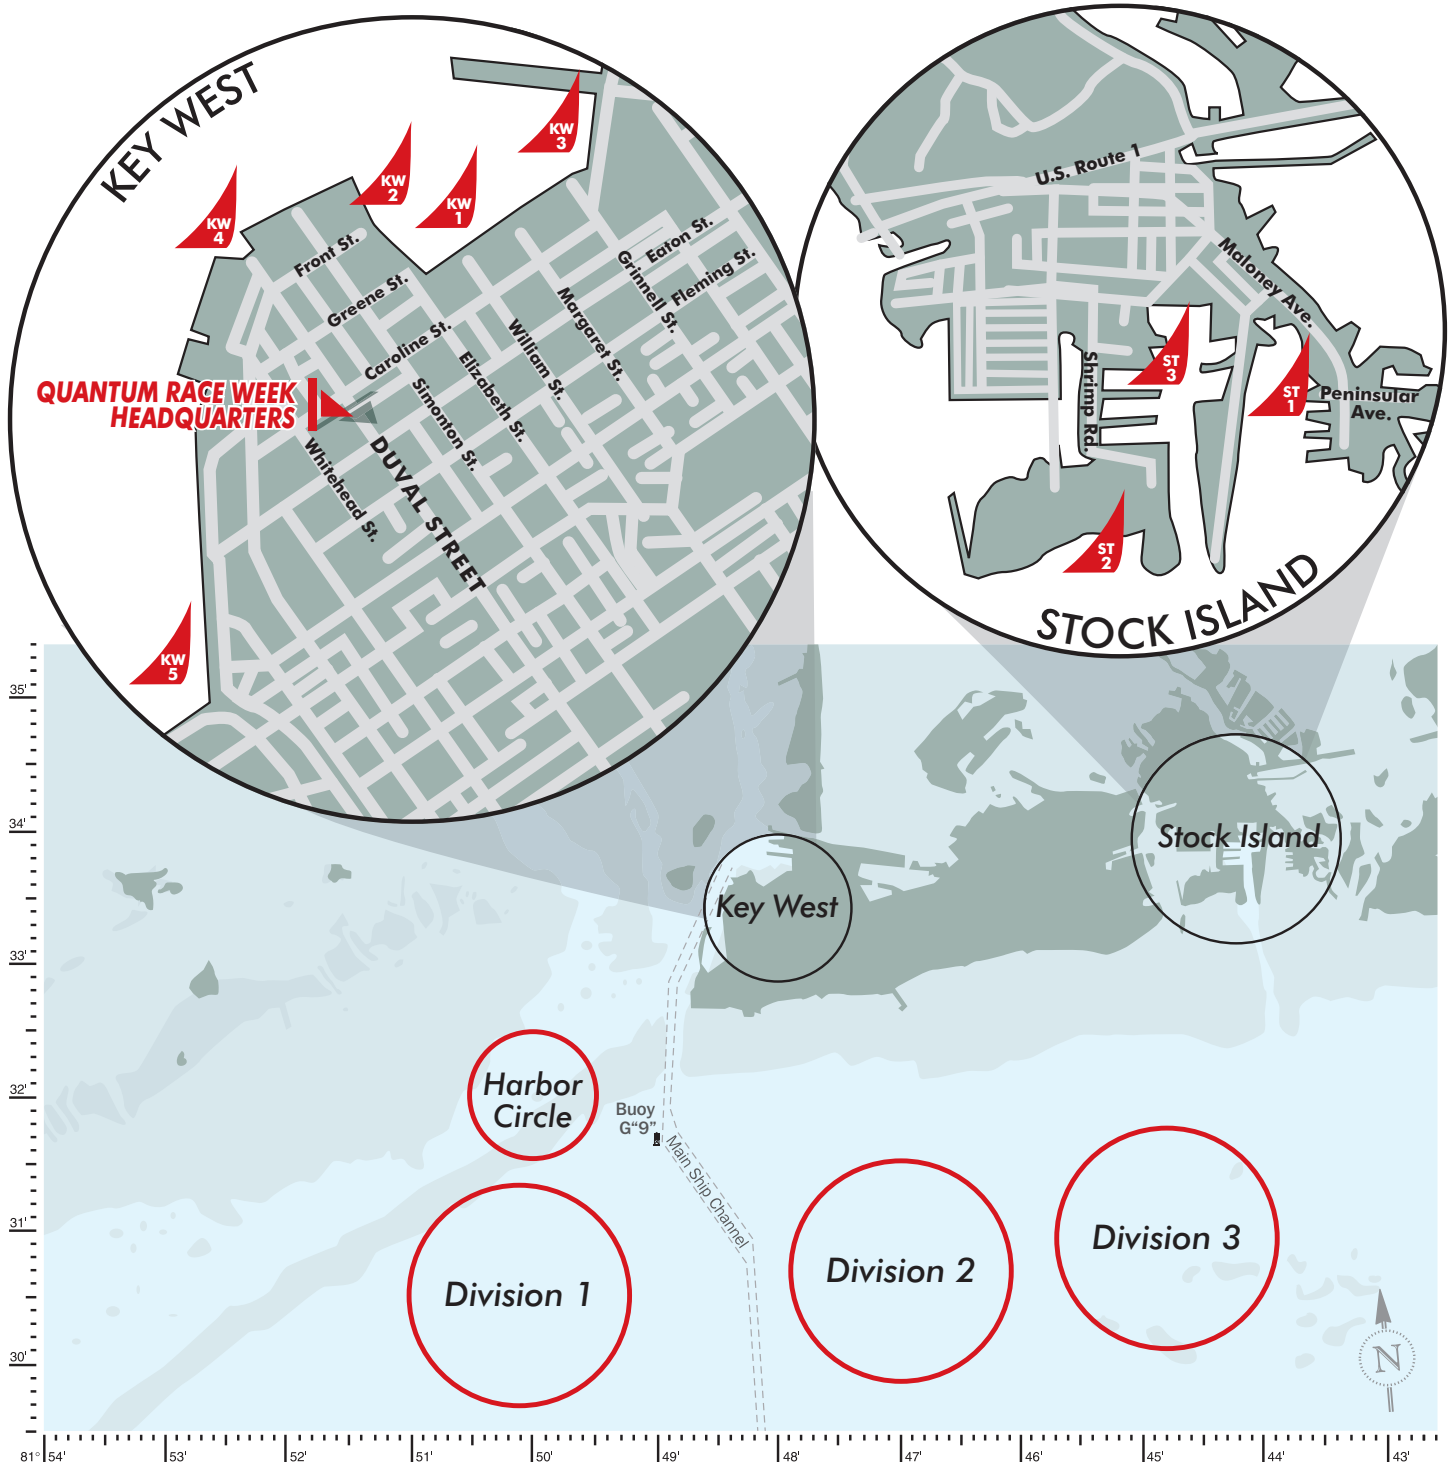 KEY WEST
KW
3
KW
2
KW
1
KW
4
Front St.
Greene St.
Caroline St.
Eaton St.
Fleming St.
Grinnell St.
Margaret St.
William St.
Elizabeth St.
Simonton St.
QUANTUM RACE WEEK
HEADQUARTERS
DUVAL STREET
Whitehead St.
KW
5
U.S. Route 1
Maloney Ave.
ST
3
ST
1
Shrimp Rd.
Peninsular
Ave.
ST
2
STOCK ISLAND
35'
34'
33'
32'
31'
30'
Stock Island
Key West
Harbor
Circle
Buoy
G“9”
Main Ship Channel
Division 1
Division 2
Division 3
N
81° 54'
53'
52'
51'
50'
49'
48'
47'
46'
45'
44'
43'